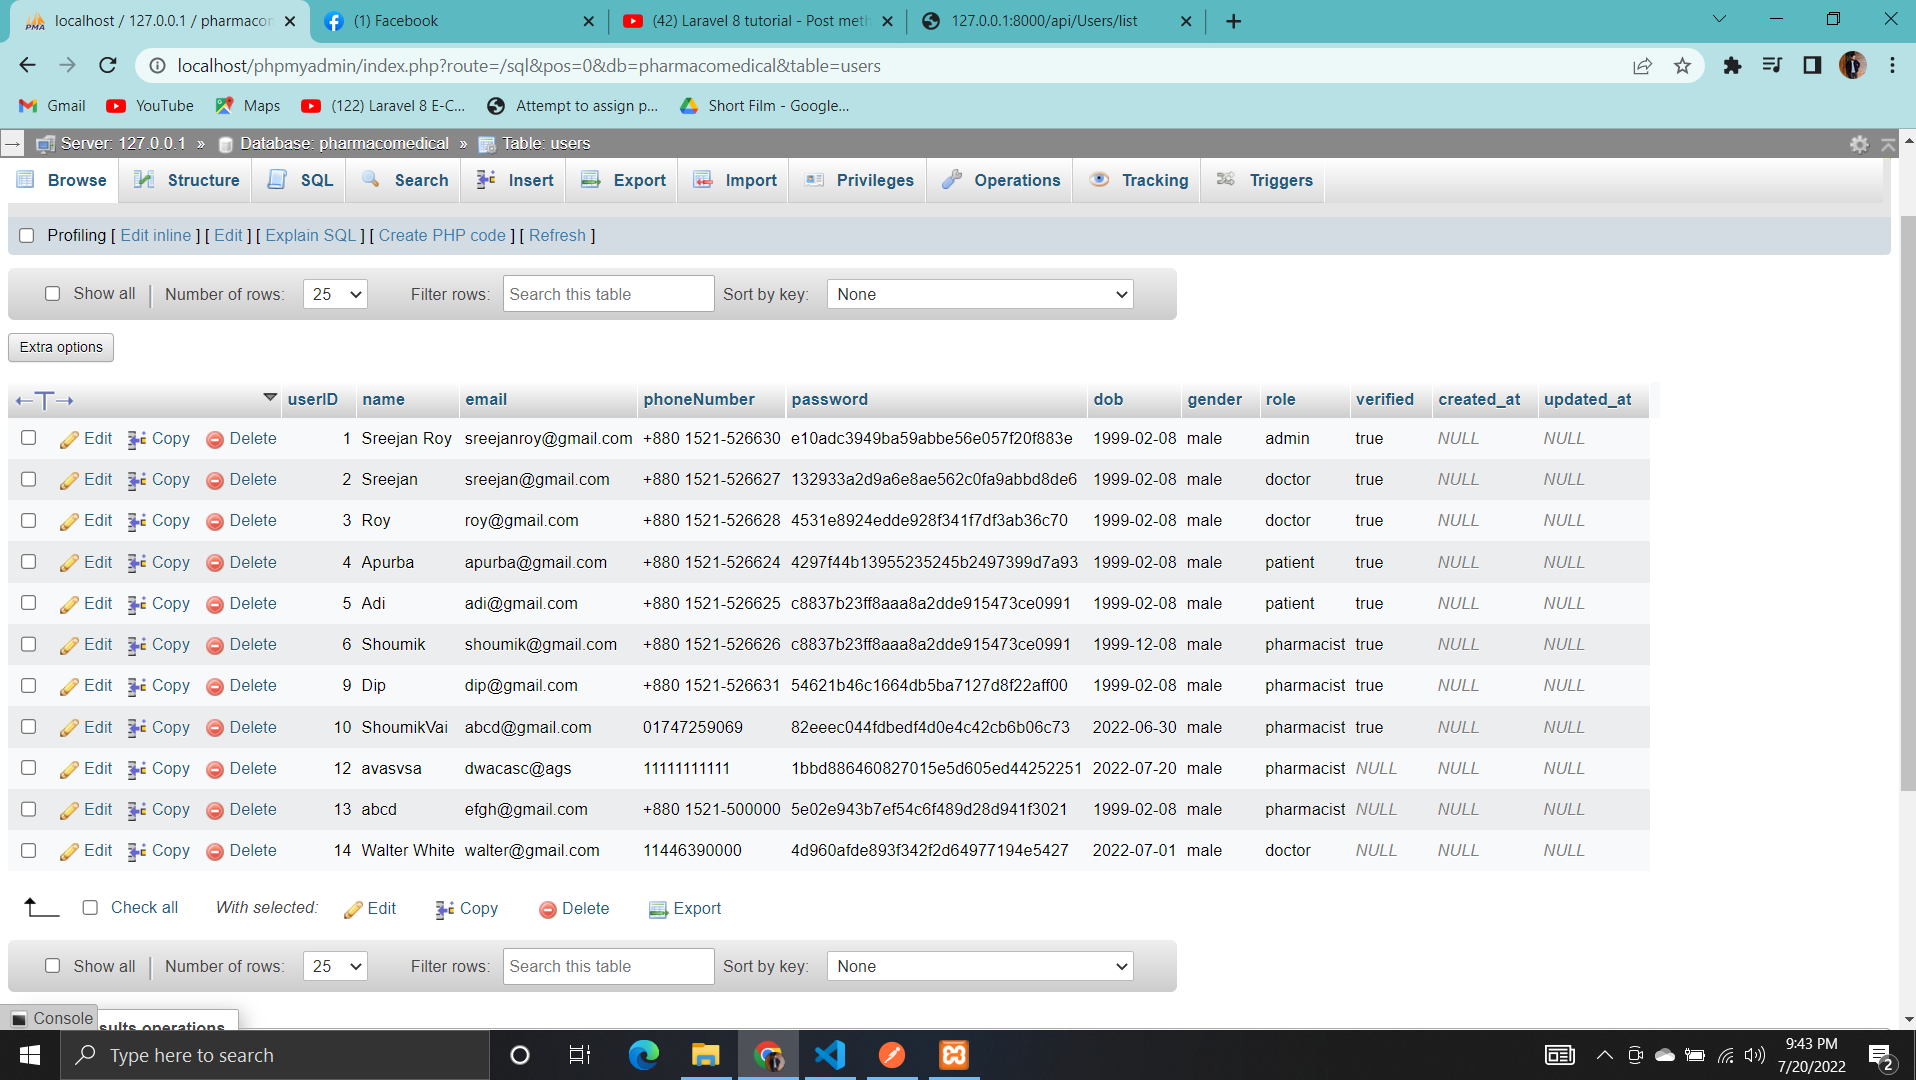 localhost / 127.0.0.1 / pharmacom
(1) Facebook
(42) Laravel 8 tutorial - Post meth
127.0.0.1:8000/api/Users/list
localhost/phpmyadmin/index.php?route=/sql&pos=0&db=pharmacomedical&table=users
Gmail YouTube Maps (122) Laravel 8 E-C... Attempt to assign p... Short Film - Google...
Server: 127.0.0.1 » Database: pharmacomedical » Table: users
Browse Structure SQL Search Insert Export Import Privileges Operations Tracking Triggers
Profiling [ Edit inline ] [ Edit ] [ Explain SQL ] [ Create PHP code ] [ Refresh ]
Show all Number of rows: 25 Filter rows: Search this table Sort by key: None
Extra options
userID name email phoneNumber password dob gender role verified created_at updated_at
Edit Copy Delete 1 Sreejan Roy sreejanroy@gmail.com +880 1521-526630 e10adc3949ba59abbe56e057f20f883e 1999-02-08 male admin true NULL NULL
Edit Copy Delete 2 Sreejan sreejan@gmail.com +880 1521-526627 132933a2d9a6e8ae562c0fa9abbd8de6 1999-02-08 male doctor true NULL NULL
Edit Copy Delete 3 Roy roy@gmail.com +880 1521-526628 4531e8924edde928f341f7df3ab36c70 1999-02-08 male doctor true NULL NULL
Edit Copy Delete 4 Apurba apurba@gmail.com +880 1521-526624 4297f44b13955235245b2497399d7a93 1999-02-08 male patient true NULL NULL
Edit Copy Delete 5 Adi adi@gmail.com +880 1521-526625 c8837b23ff8aaa8a2dde915473ce0991 1999-02-08 male patient true NULL NULL
Edit Copy Delete 6 Shoumik shoumik@gmail.com +880 1521-526626 c8837b23ff8aaa8a2dde915473ce0991 1999-12-08 male pharmacist true NULL NULL
Edit Copy Delete 9 Dip dip@gmail.com +880 1521-526631 54621b46c1664db5ba7127d8f22aff00 1999-02-08 male pharmacist true NULL NULL
Edit Copy Delete 10 ShoumikVai abcd@gmail.com 01747259069 82eeec044fdbedf4d0e4c42cb6b06c73 2022-06-30 male pharmacist true NULL NULL
Edit Copy Delete 12 avasvsa dwacasc@ags 11111111111 1bbd886460827015e5d605ed44252251 2022-07-20 male pharmacist NULL NULL NULL
Edit Copy Delete 13 abcd efgh@gmail.com +880 1521-500000 5e02e943b7ef54c6f489d28d941f3021 1999-02-08 male pharmacist NULL NULL NULL
Edit Copy Delete 14 Walter White walter@gmail.com 11446390000 4d960afde893f342f2d64977194e5427 2022-07-01 male doctor NULL NULL NULL
Check all With selected: Edit Copy Delete Export
Show all Number of rows: 25 Filter rows: Search this table Sort by key: None
Console
sults operations
Type here to search
9:43 PM
7/20/2022
2